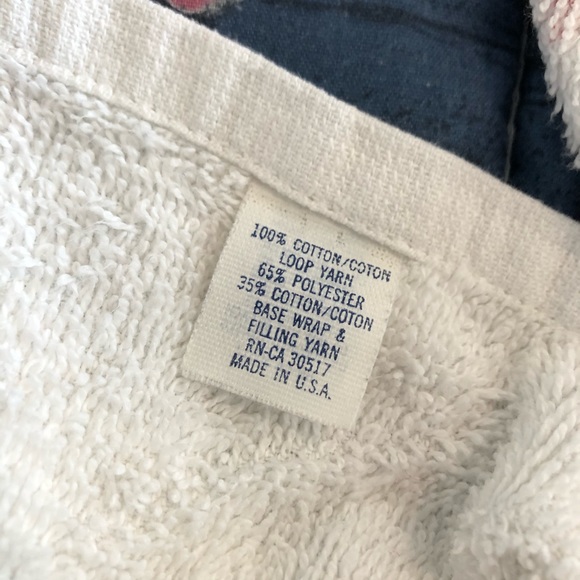 100% COTTON/COTON
LOOP YARN
65% POLYESTER
35% COTTON/COTON
BASE WRAP &
FILLING YARN
RN-CA 30517
MADE IN U.S.A.